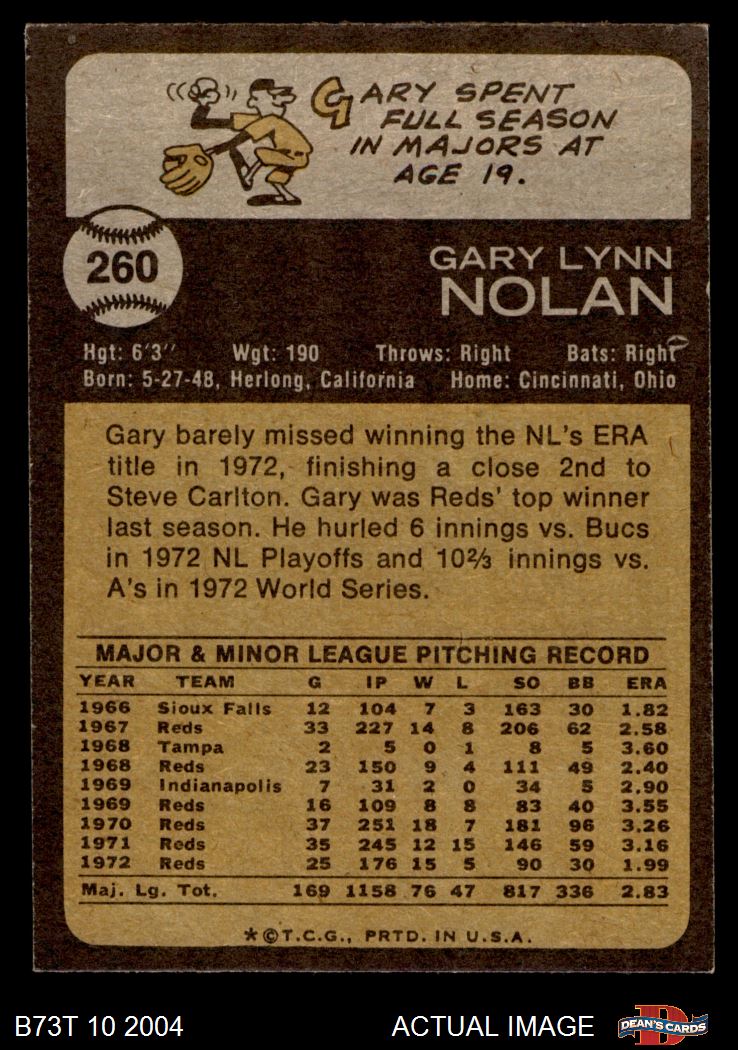 GARY SPENT
FULL SEASON
IN MAJORS AT
AGE 19.
260
GARY LYNN
NOLAN
Hgt: 6'3" Wgt: 190 Throws: Right Bats: Right
Born: 5-27-48, Herlong, California Home: Cincinnati, Ohio
Gary barely missed winning the NL's ERA
title in 1972, finishing a close 2nd to
Steve Carlton. Gary was Reds' top winner
last season. He hurled 6 innings vs. Bucs
in 1972 NL Playoffs and 10⅔ innings vs.
A's in 1972 World Series.
MAJOR & MINOR LEAGUE PITCHING RECORD
YEAR TEAM G IP W L SO BB ERA
1966 Sioux Falls 12 104 7 3 163 30 1.82
1967 Reds 33 227 14 8 206 62 2.58
1968 Tampa 2 5 0 1 8 5 3.60
1968 Reds 23 150 9 4 111 49 2.40
1969 Indianapolis 7 31 2 0 34 5 2.90
1969 Reds 16 109 8 8 83 40 3.55
1970 Reds 37 251 18 7 181 96 3.26
1971 Reds 35 245 12 15 146 59 3.16
1972 Reds 25 176 15 5 90 30 1.99
Maj. Lg. Tot. 169 1158 76 47 817 336 2.83
*©T.C.G., PRTD. IN U.S.A.
B73T 10 2004 ACTUAL IMAGE D DEAN'S CARDS